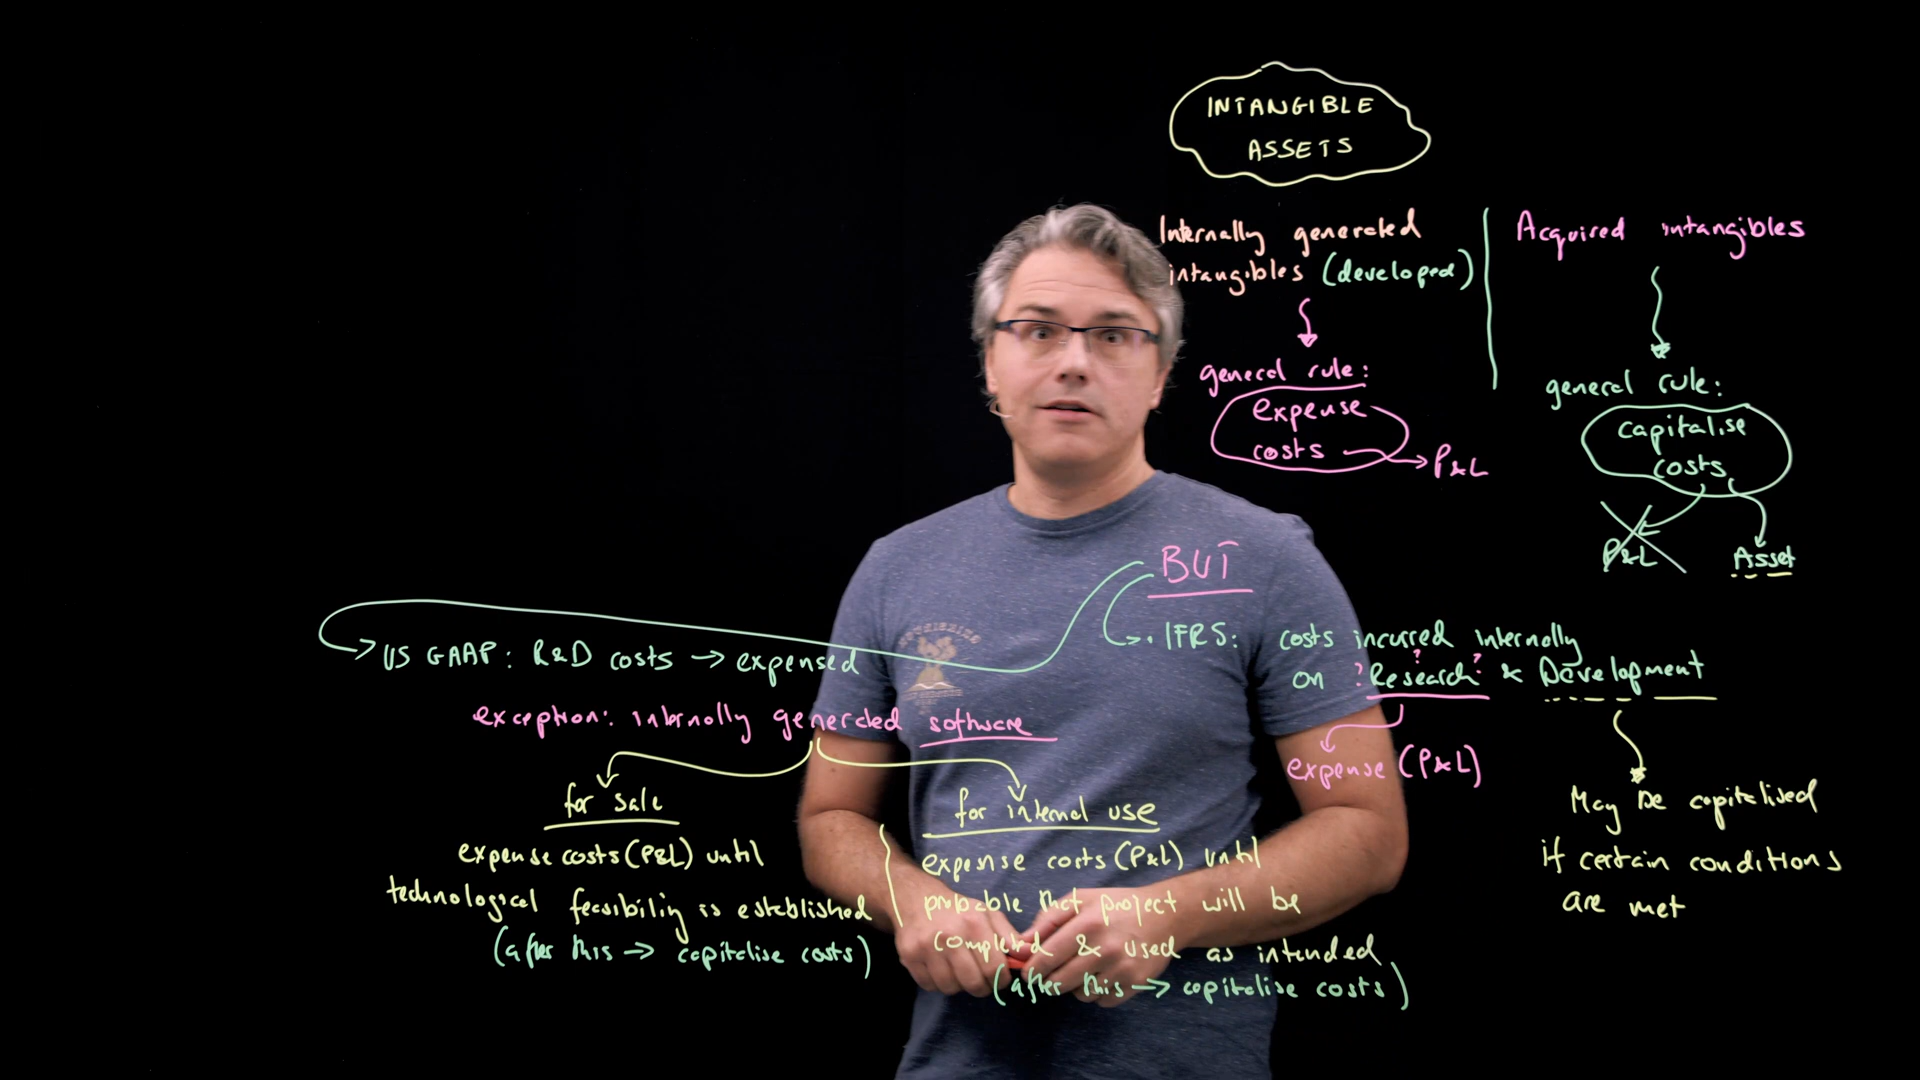 INTANGIBLE
ASSETS
Internally generated
intangibles (developed)
general rule:
expense
costs → P&L
Acquired intangibles
general rule:
capitalise
costs
P&L
Asset
BUT
• IFRS: costs incurred internally
on ? Research ? & Development
?
expense (P&L)
May be capitalised
if certain conditions
are met
US GAAP: R&D costs → expensed
exception: internally generated software
for sale
expense costs (P&L) until
technological feasibility is established
(after this → capitalise costs)
for internal use
expense costs (P&L) until
probable that project will be
completed & used as intended
(after this → capitalise costs)